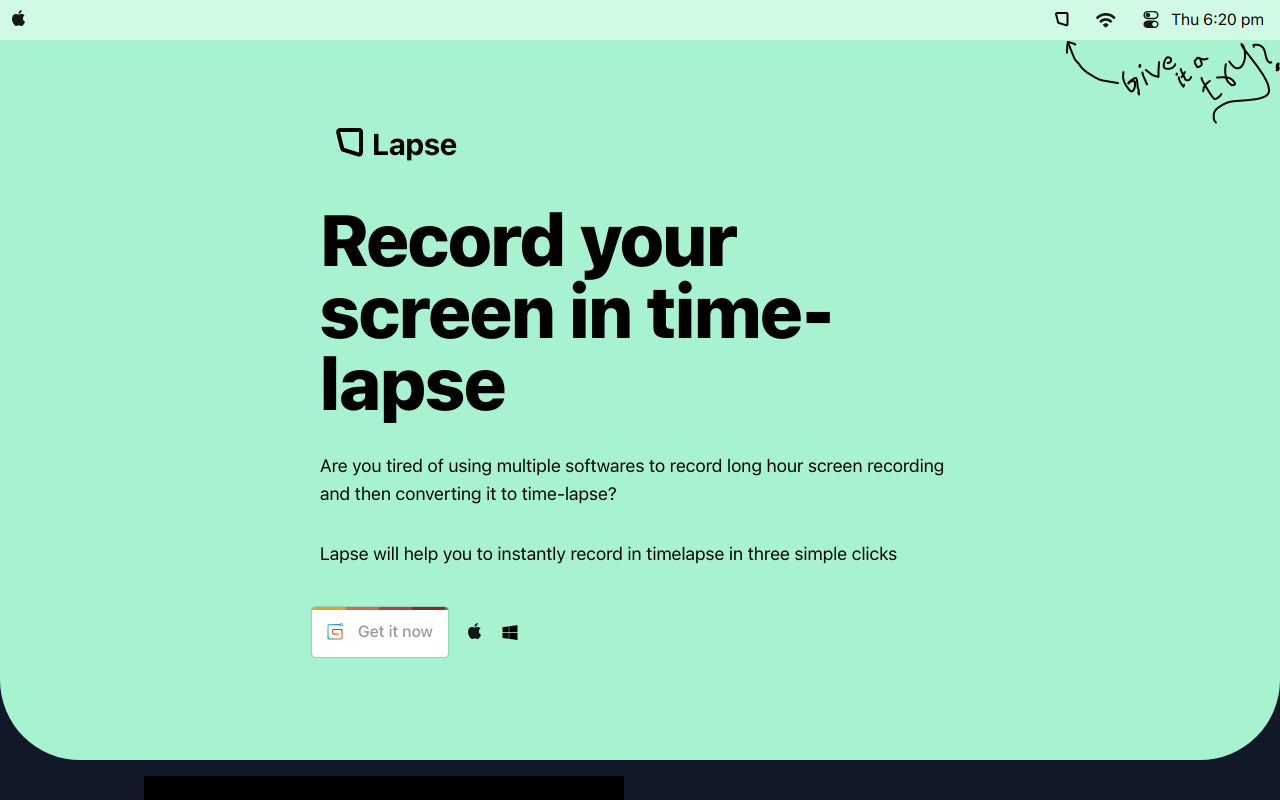 Thu 6:20 pm
Give it a try!
Lapse
Record your
screen in time-
lapse
Are you tired of using multiple softwares to record long hour screen recording
and then converting it to time-lapse?
Lapse will help you to instantly record in timelapse in three simple clicks
Get it now